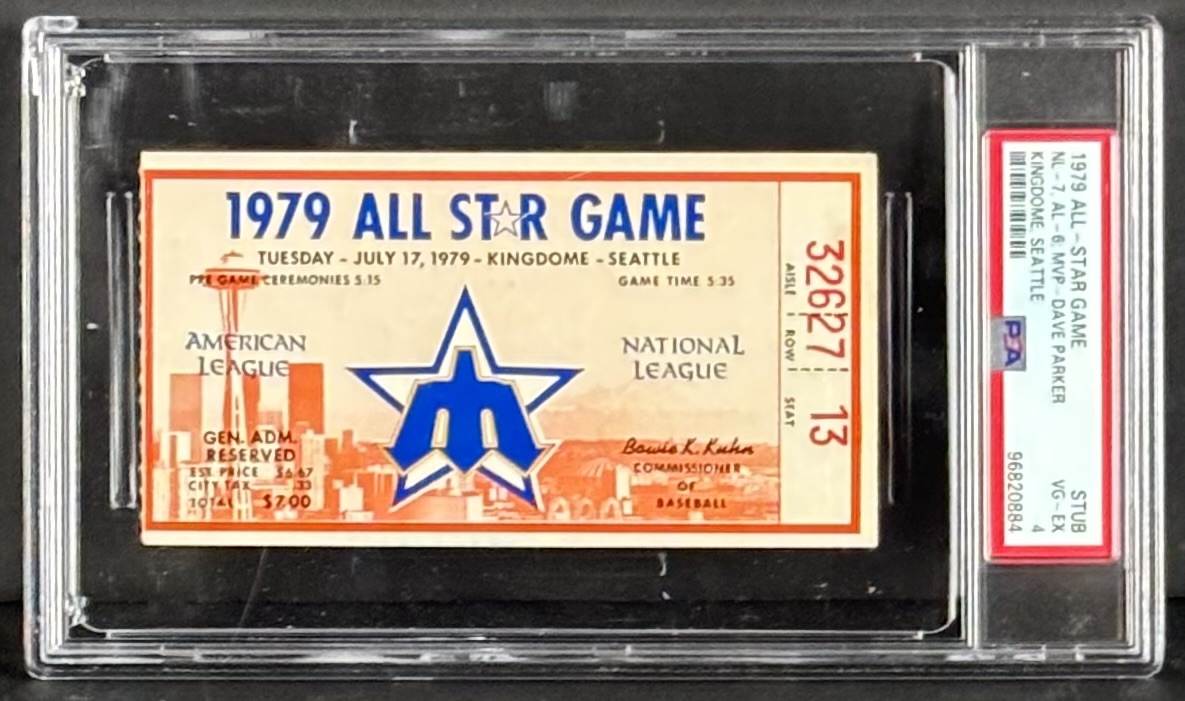 1979 ALL STAR GAME
TUESDAY - JULY 17, 1979 - KINGDOME - SEATTLE
PRE GAME CEREMONIES 5:15
GAME TIME 5:35
AMERICAN
LEAGUE
NATIONAL
LEAGUE
GEN. ADM.
RESERVED
EST. PRICE $6.67
CITY TAX .33
TOTAL $7.00
Bowie K. Kuhn
COMMISSIONER
OF
BASEBALL
326 27 13
AISLE ROW SEAT
1979 ALL-STAR GAME STUB
NL-7, AL-6; MVP-DAVE PARKER VG-EX
KINGDOME, SEATTLE 4
96820884
PSA